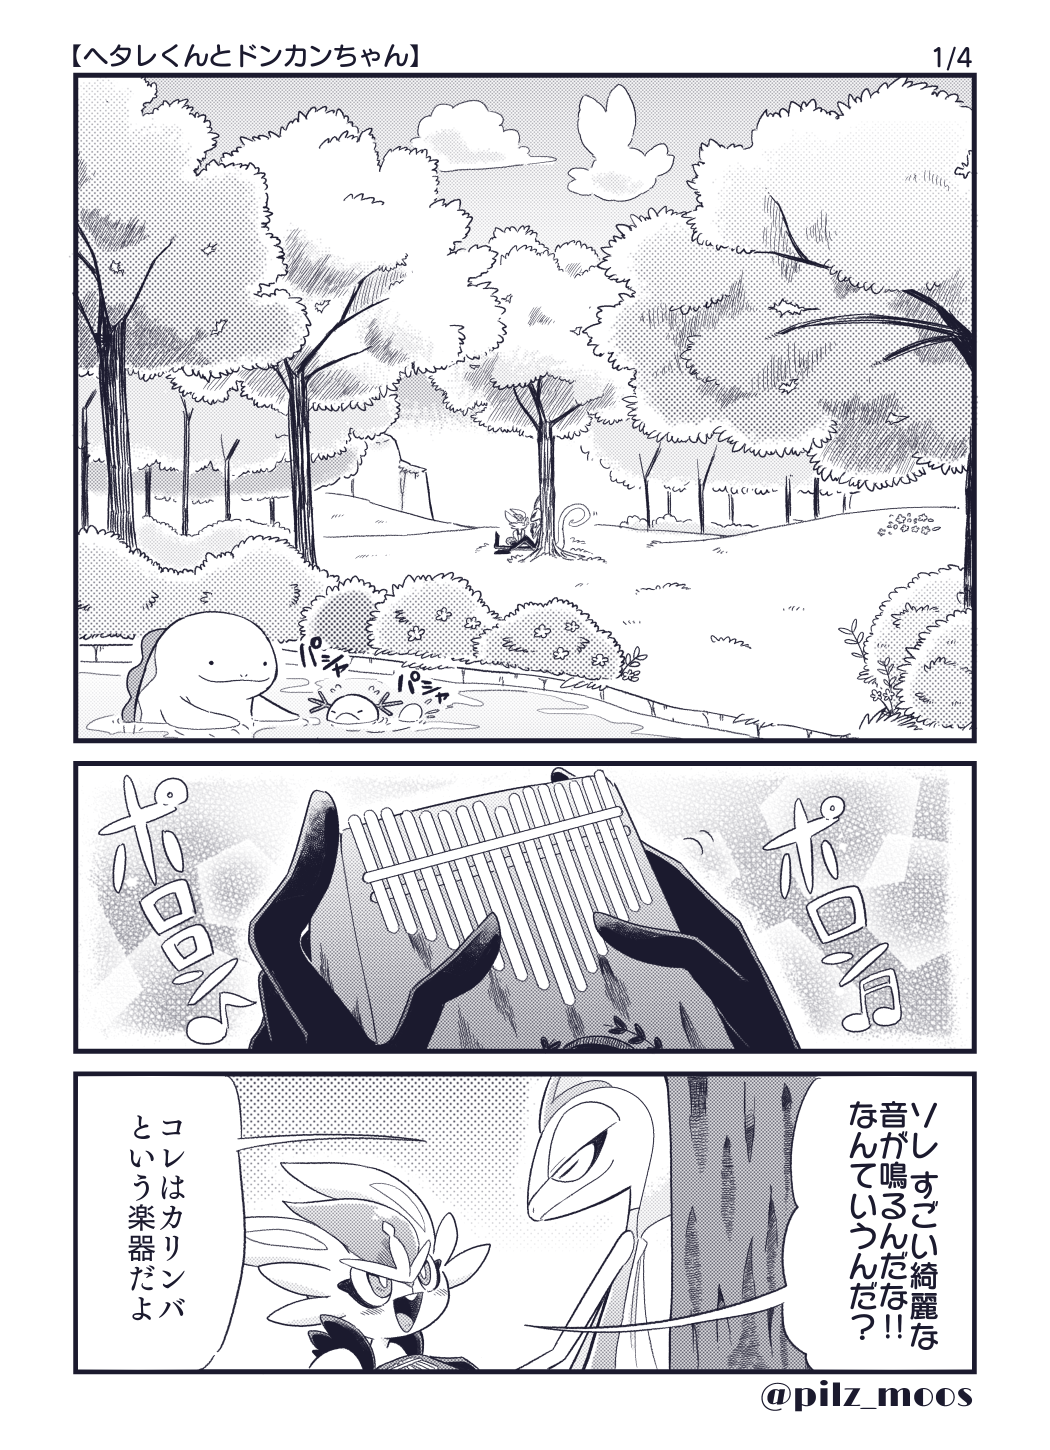 【ヘタレくんとドンカンちゃん】
1/4
パシャ
パシャ
ポロロン♪
ポロン♬
ソレ すごい綺麗な
音が鳴るんだな!!
なんていうんだ?
コレはカリンバ
という楽器だよ
@pilz_moos